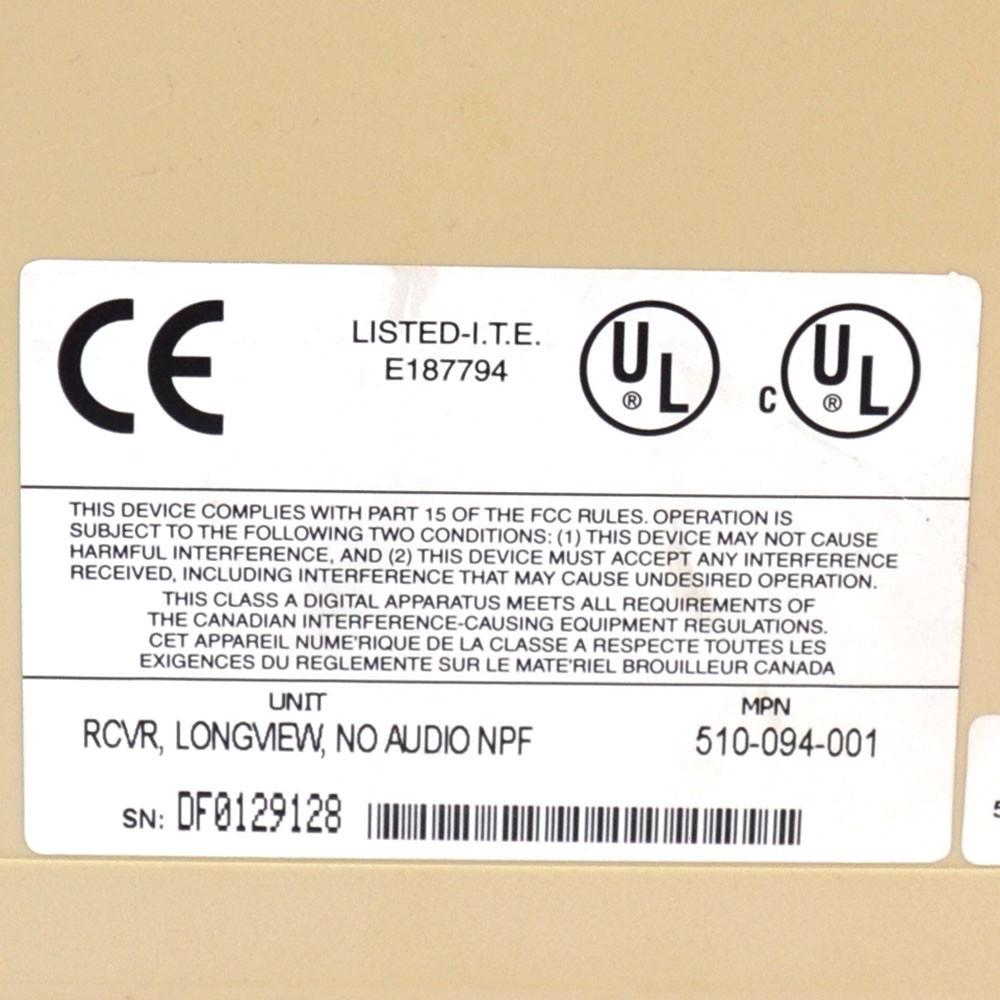 CE
LISTED-I.T.E.
E187794
UL ®
C UL ®
THIS DEVICE COMPLIES WITH PART 15 OF THE FCC RULES. OPERATION IS
SUBJECT TO THE FOLLOWING TWO CONDITIONS: (1) THIS DEVICE MAY NOT CAUSE
HARMFUL INTERFERENCE, AND (2) THIS DEVICE MUST ACCEPT ANY INTERFERENCE
RECEIVED, INCLUDING INTERFERENCE THAT MAY CAUSE UNDESIRED OPERATION.
THIS CLASS A DIGITAL APPARATUS MEETS ALL REQUIREMENTS OF
THE CANADIAN INTERFERENCE-CAUSING EQUIPMENT REGULATIONS.
CET APPAREIL NUME'RIQUE DE LA CLASSE A RESPECTE TOUTES LES
EXIGENCES DU REGLEMENTE SUR LE MATE'RIEL BROUILLEUR CANADA
UNIT
RCVR, LONGVIEW, NO AUDIO NPF
MPN
510-094-001
SN: DF0129128